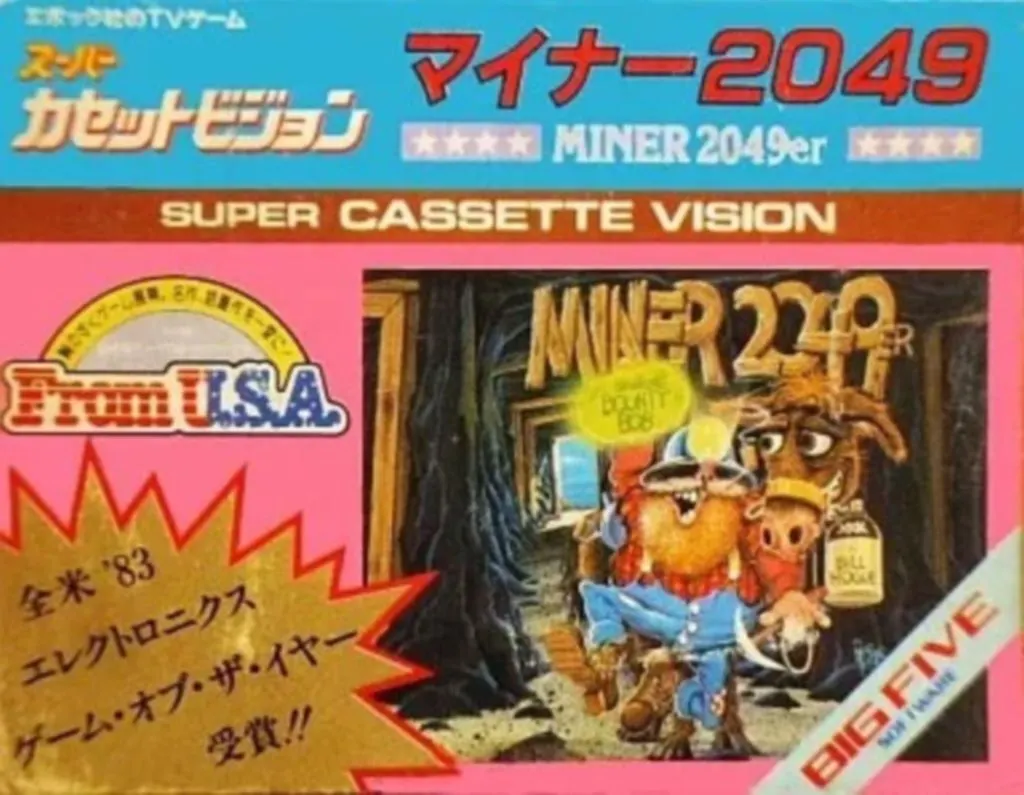 エポック社のTVゲーム
スーパー
カセットビジョン
マイナー2049
MINER 2049er
SUPER CASSETTE VISION
From U.S.A.
MINER 2249ER
BOUNTY
BOB
BILL
HOGUE
全米 '83
エレクトロニクス
ゲーム・オブ・ザ・イヤー
受賞!!
BIG FIVE
SOFTWARE